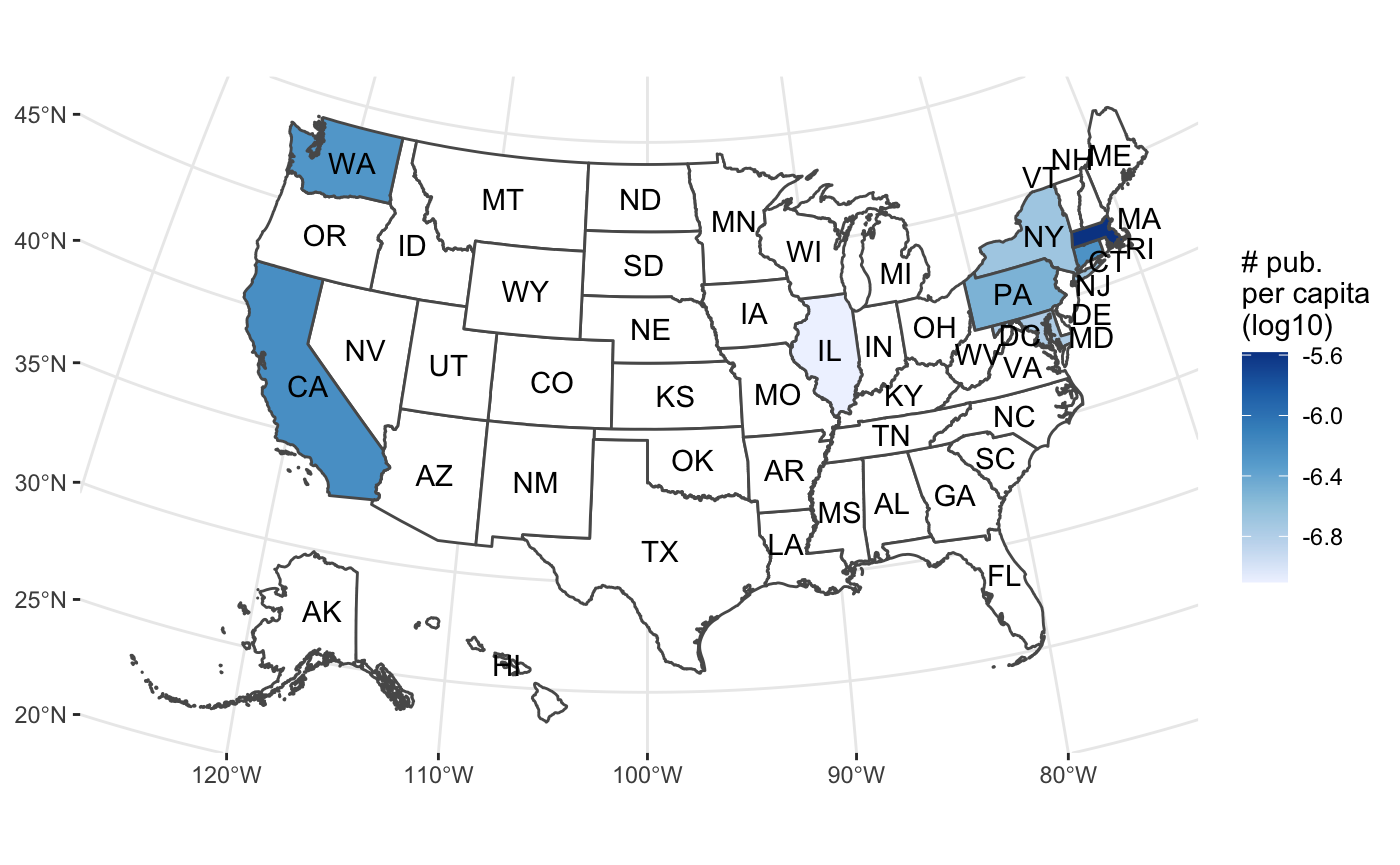 45°N
40°N
35°N
30°N
25°N
20°N
120°W
110°W
100°W
90°W
80°W
WA
OR
CA
ID
NV
MT
WY
UT
AZ
CO
NM
ND
SD
NE
KS
OK
TX
MN
IA
MO
AR
LA
WI
IL
MI
IN
OH
KY
TN
MS
AL
GA
FL
SC
NC
VA
WV
DC
MD
DE
NJ
PA
NY
CT
RI
MA
VT
NH
ME
AK
HI
# pub.
per capita
(log10)
-5.6
-6.0
-6.4
-6.8